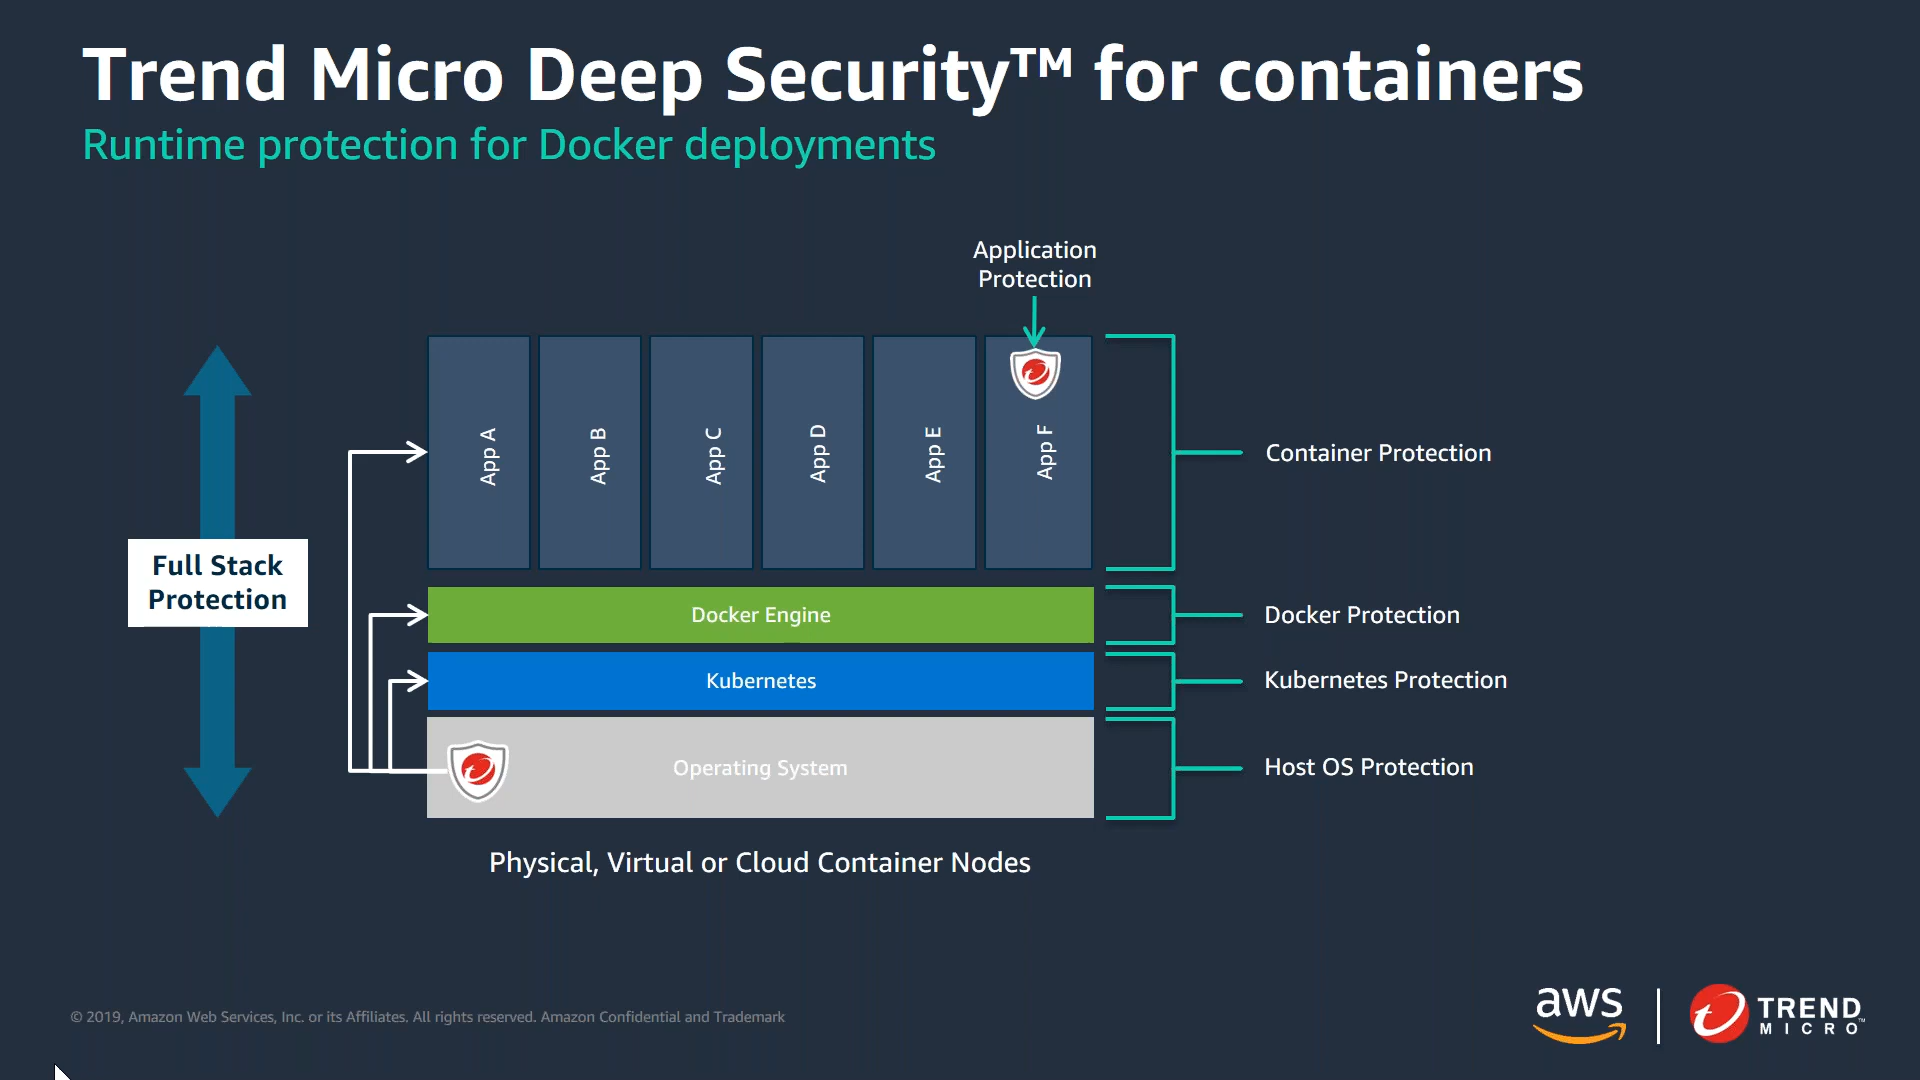 Trend Micro Deep Security™ for containers
Runtime protection for Docker deployments
Application
Protection
App A
App B
App C
App D
App E
App F
Container Protection
Full Stack
Protection
Docker Engine
Docker Protection
Kubernetes
Kubernetes Protection
Operating System
Host OS Protection
Physical, Virtual or Cloud Container Nodes
© 2019, Amazon Web Services, Inc. or its Affiliates. All rights reserved. Amazon Confidential and Trademark
aws
TREND
MICRO™